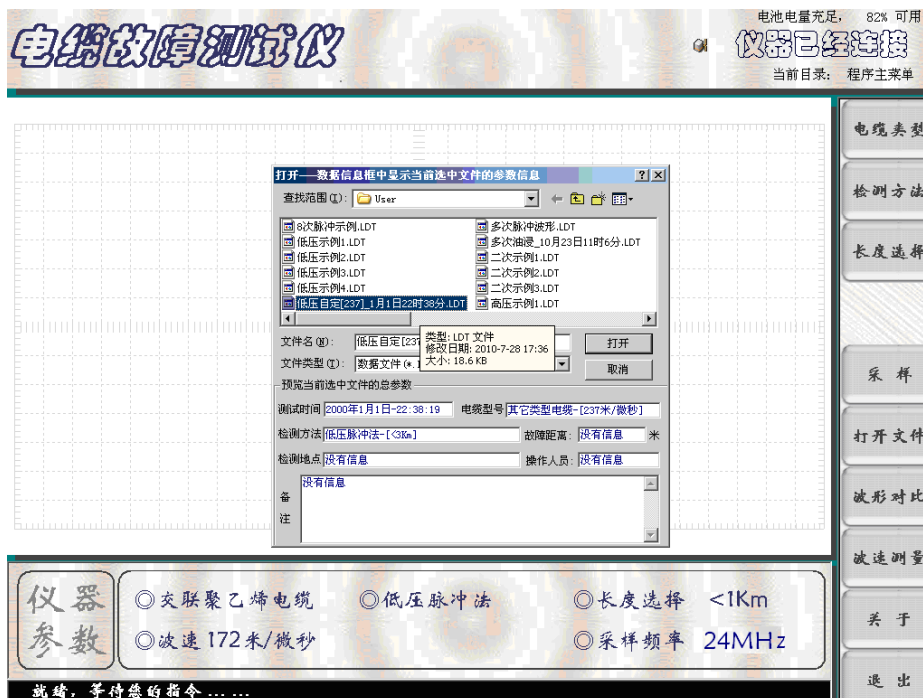 电池电量充足, 82% 可用
电缆故障测试仪
仪器已经连接
当前目录: 程序主菜单
电缆类型
检测方法
长度选择
采 样
打开文件
波形对比
波速测量
关 于
退 出
打开——数据信息框中显示当前选中文件的参数信息
查找范围(I): User
8次脉冲示例.LDT
低压示例1.LDT
低压示例2.LDT
低压示例3.LDT
低压示例4.LDT
低压自定[237]_1月1日22时38分.LDT
多次脉冲波形.LDT
多次油浸_10月23日11时6分.LDT
二次示例1.LDT
二次示例2.LDT
二次示例3.LDT
高压示例1.LDT
文件名(N): 低压自定[237
打开
类型: LDT 文件
修改日期: 2010-7-28 17:36
大小: 18.6 KB
文件类型(T): 数据文件(*.
取消
预览当前选中文件的总参数
测试时间 2000年1月1日-22:38:19 电缆型号 其它类型电缆-[237米/微秒]
检测方法 低压脉冲法-[<3Km] 故障距离: 没有信息 米
检测地点 没有信息 操作人员: 没有信息
备注 没有信息
仪器参数
◎交联聚乙烯电缆 ◎低压脉冲法 ◎长度选择 <1Km
◎波速 172米/微秒 ◎采样频率 24MHz
就绪,等待您的指令... ...